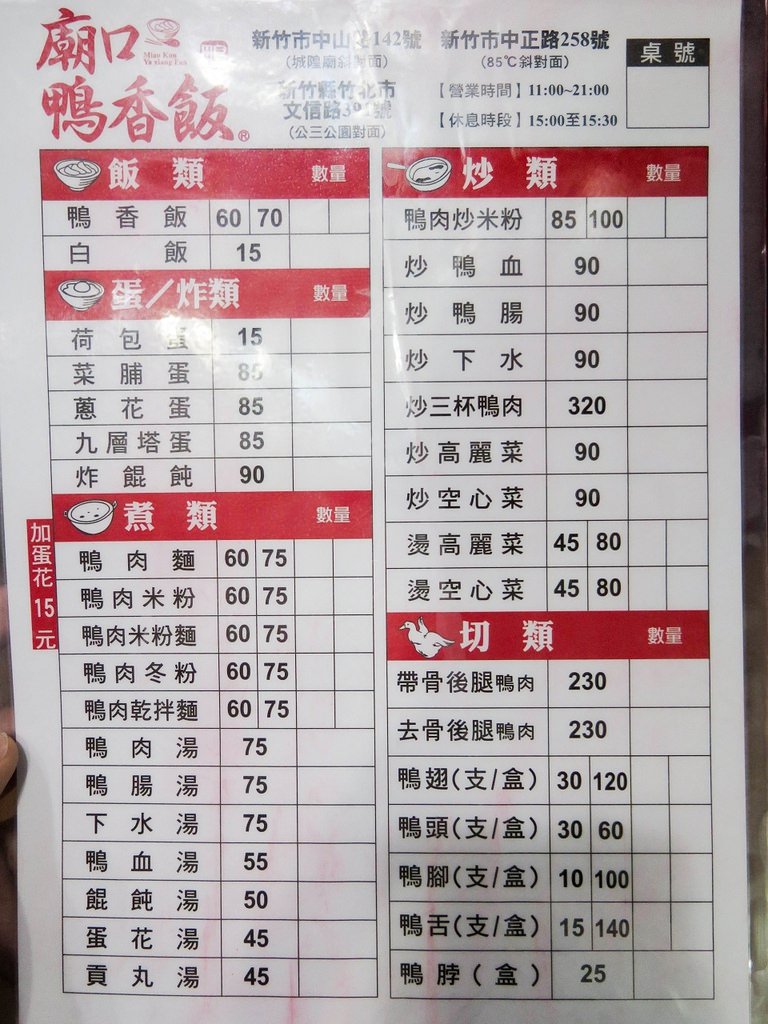 廟口
Miao Kou
Ya xiang Fan
鴨香飯®
新竹市中山 142號
(城隍廟斜對面)
新竹縣竹北市
文信路 號
(公三公園對面)
新竹市中正路258號
(85℃斜對面)
【營業時間】11:00~21:00
【休息時段】15:00至15:30
桌號
飯類 數量
鴨香飯 60 70
白飯 15
蛋/炸類 數量
荷包蛋 15
菜脯蛋 85
蔥花蛋 85
九層塔蛋 85
炸餛飩 90
煮類 數量
加蛋花15元
鴨肉麵 60 75
鴨肉米粉 60 75
鴨肉米粉麵 60 75
鴨肉冬粉 60 75
鴨肉乾拌麵 60 75
鴨肉湯 75
鴨腸湯 75
下水湯 75
鴨血湯 55
餛飩湯 50
蛋花湯 45
貢丸湯 45
炒類 數量
鴨肉炒米粉 85 100
炒鴨血 90
炒鴨腸 90
炒下水 90
炒三杯鴨肉 320
炒高麗菜 90
炒空心菜 90
燙高麗菜 45 80
燙空心菜 45 80
切類 數量
帶骨後腿鴨肉 230
去骨後腿鴨肉 230
鴨翅(支/盒) 30 120
鴨頭(支/盒) 30 60
鴨腳(支/盒) 10 100
鴨舌(支/盒) 15 140
鴨脖(盒) 25